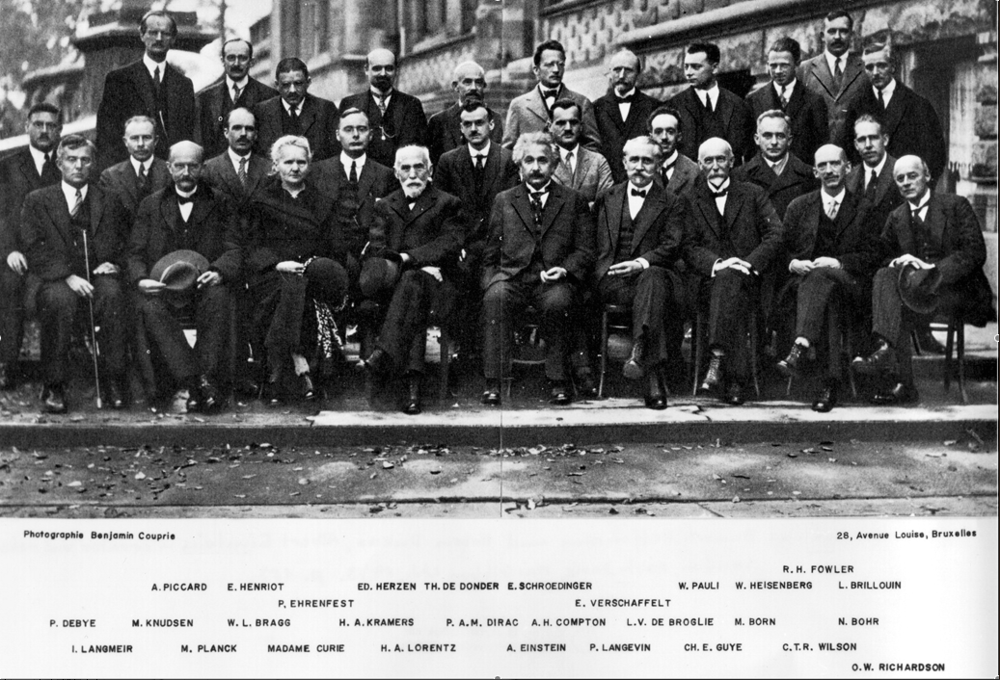 Photographie Benjamin Couprie 28, Avenue Louise, Bruxelles
R.H. FOWLER
A. PICCARD E. HENRIOT ED. HERZEN TH. DE DONDER E. SCHROEDINGER W. PAULI W. HEISENBERG L. BRILLOUIN
P. EHRENFEST E. VERSCHAFFELT
P. DEBYE M. KNUDSEN W. L. BRAGG H. A. KRAMERS P. A.M. DIRAC A.H. COMPTON L.V. DE BROGLIE M. BORN N. BOHR
I. LANGMEIR M. PLANCK MADAME CURIE H. A. LORENTZ A. EINSTEIN P. LANGEVIN CH. E. GUYE C.T.R. WILSON
O.W. RICHARDSON